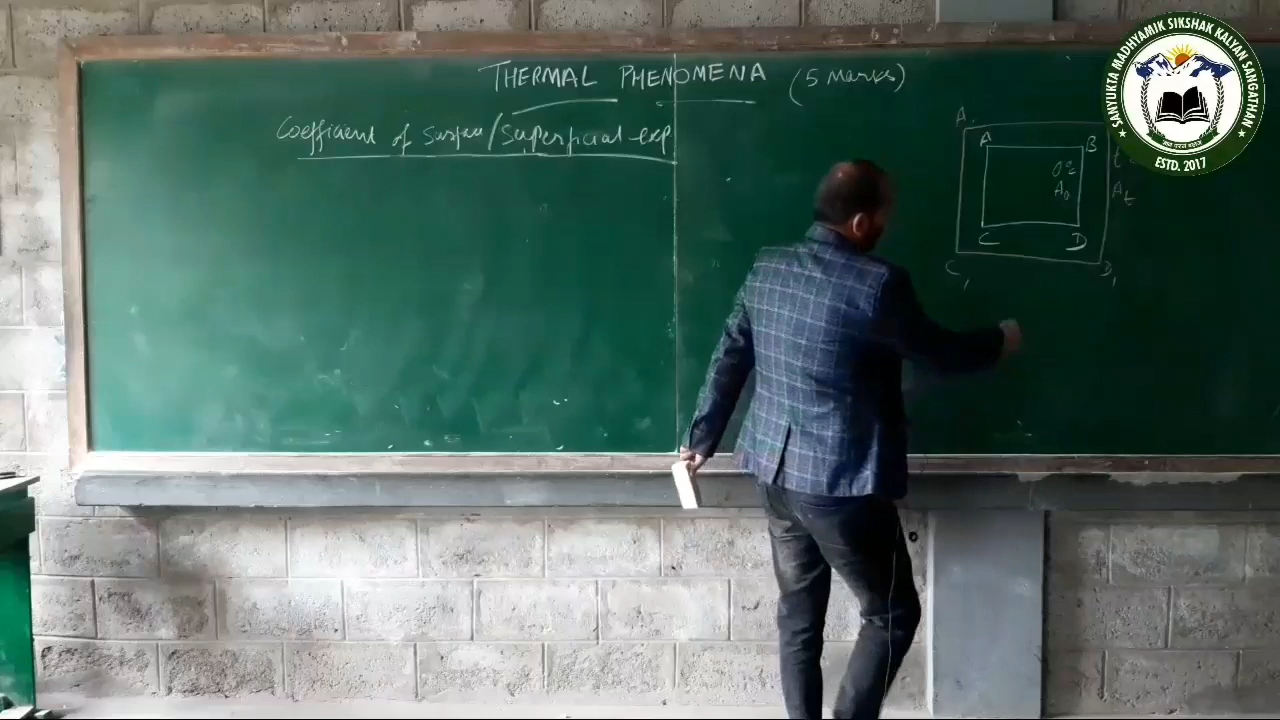 THERMAL PHENOMENA (5 Marks)
Coefficient of Surface/Superficial exp
A,
A B
0°c
A₀
t
Aₜ
C D
C₁ D₁
SANYUKTA MADHYAMIK SIKSHAK KALYAN SANGATHAN
ESTD. 2017